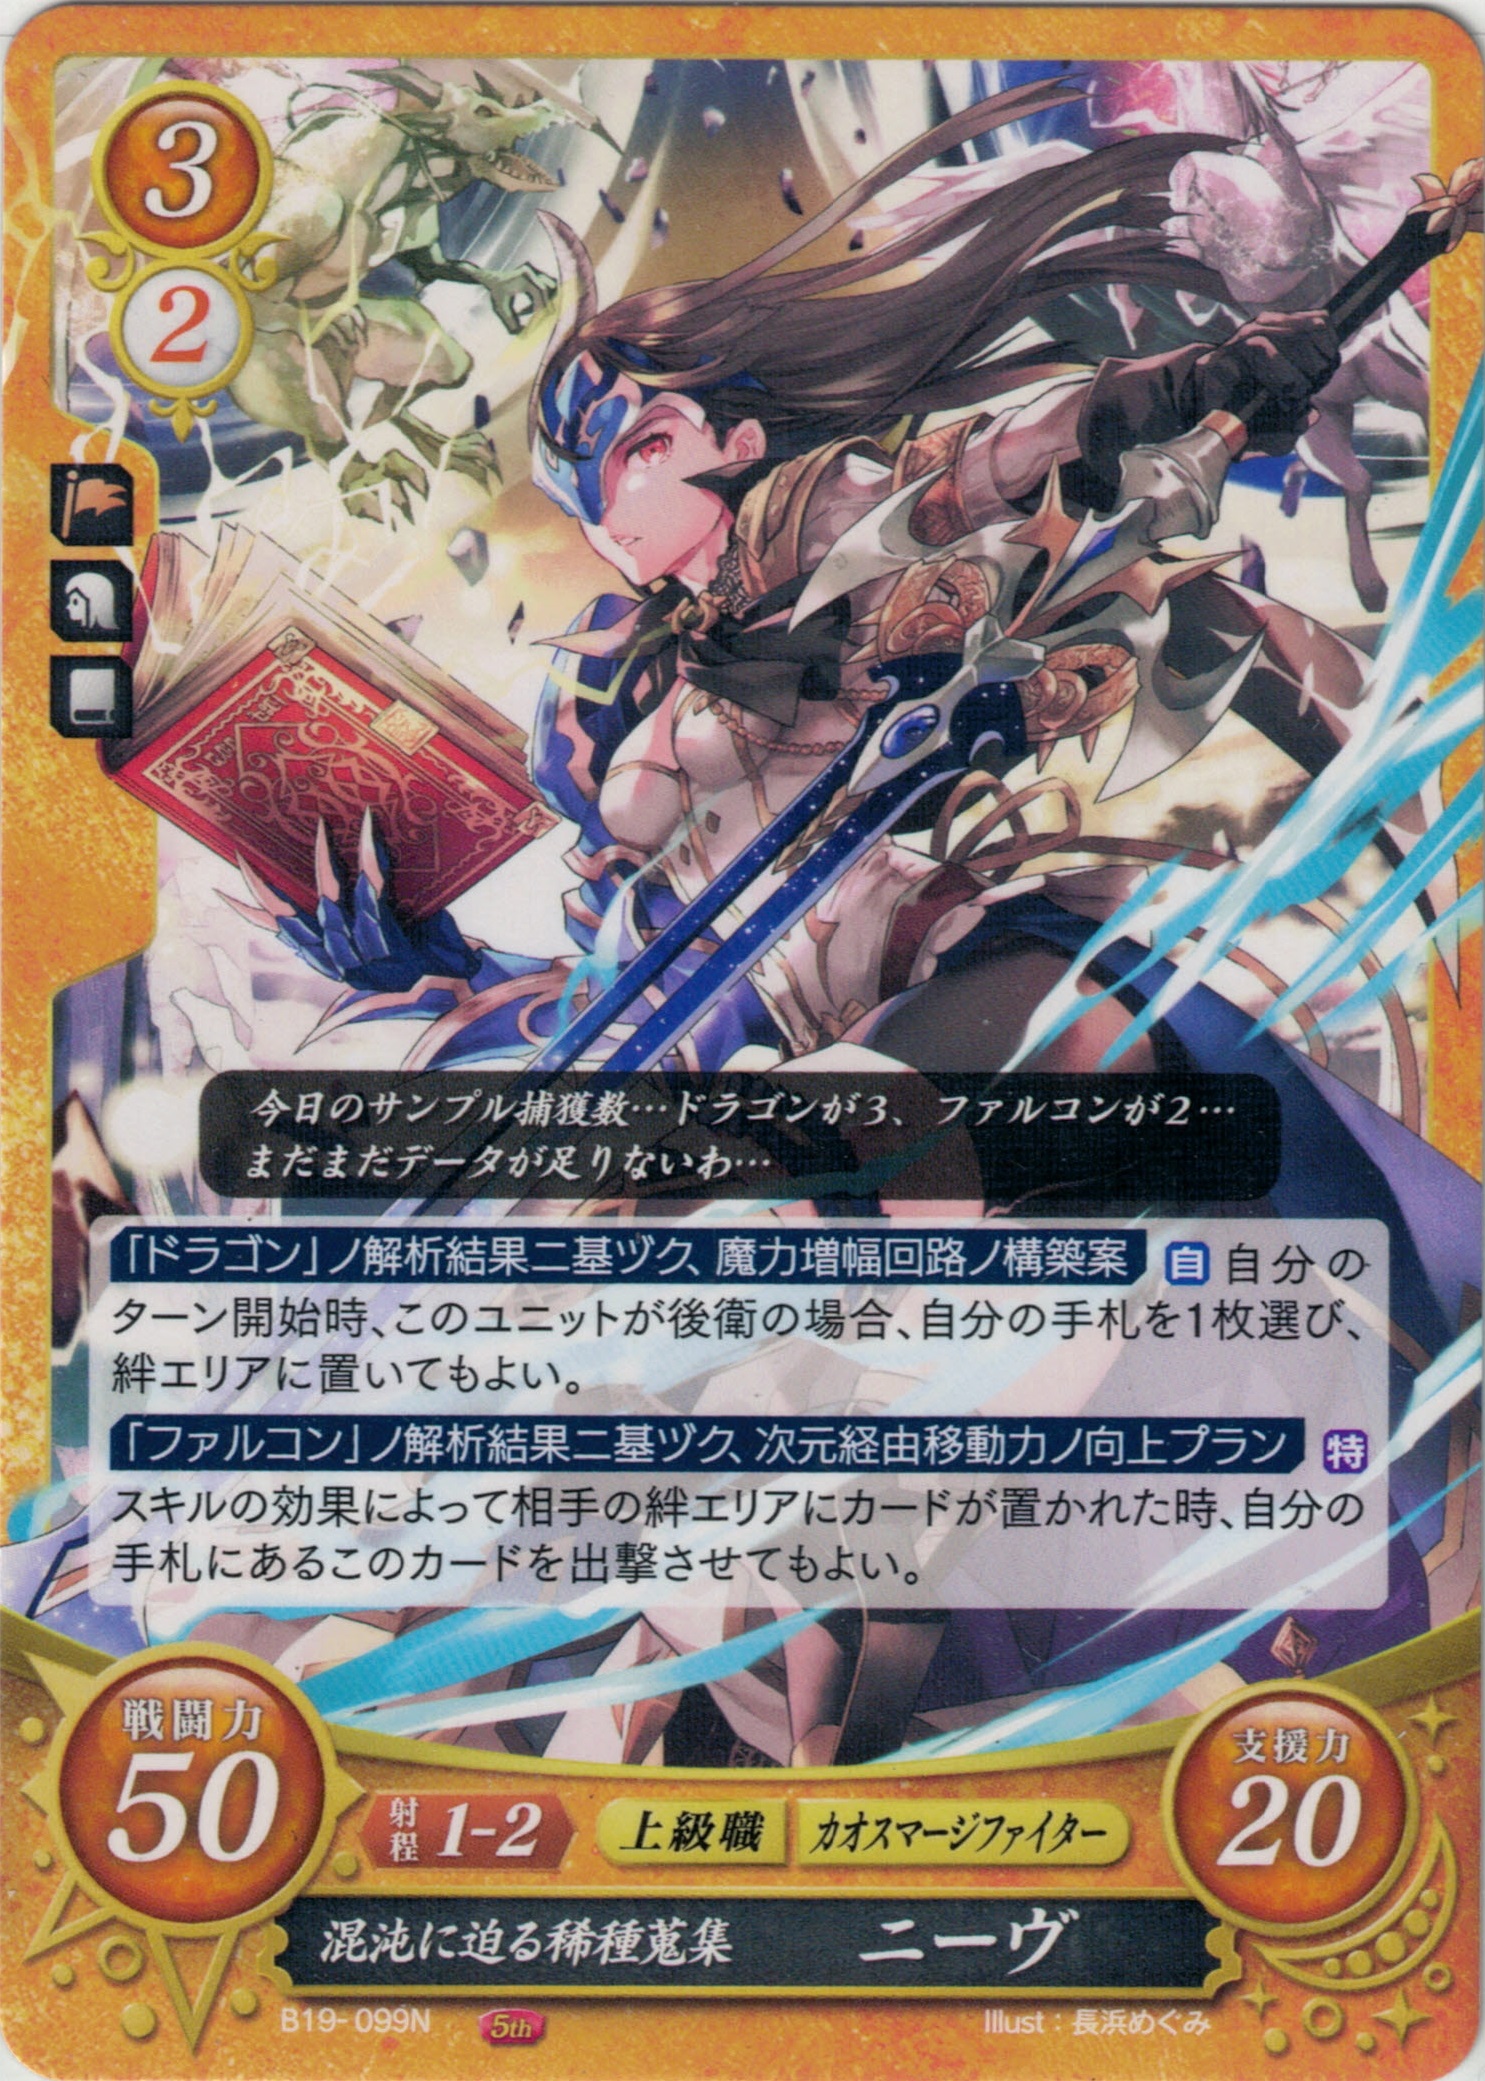 3
2
今日のサンプル捕獲数…ドラゴンが3、ファルコンが2…
まだまだデータが足りないわ…
「ドラゴン」ノ解析結果ニ基ヅク、魔力増幅回路ノ構築案 自 自分の
ターン開始時、このユニットが後衛の場合、自分の手札を1枚選び、
絆エリアに置いてもよい。
「ファルコン」ノ解析結果ニ基ヅク、次元経由移動力ノ向上プラン 特
スキルの効果によって相手の絆エリアにカードが置かれた時、自分の
手札にあるこのカードを出撃させてもよい。
戦闘力
50
射程 1-2
上級職 カオスマージファイター
支援力
20
混沌に迫る稀種蒐集 ニーヴ
B19-099N 5th Illust：長浜めぐみ